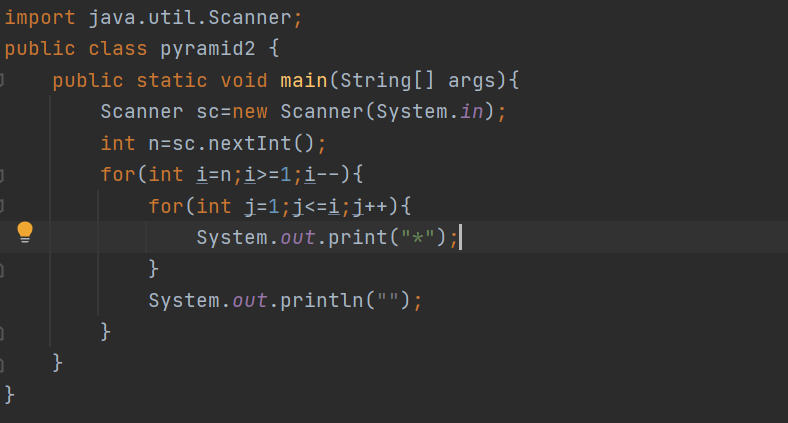 import java.util.Scanner;
public class pyramid2 {
    public static void main(String[] args){
        Scanner sc=new Scanner(System.in);
        int n=sc.nextInt();
        for(int i=n;i>=1;i--){
            for(int j=1;j<=i;j++){
                System.out.print("*");
            }
            System.out.println("");
        }
    }
}